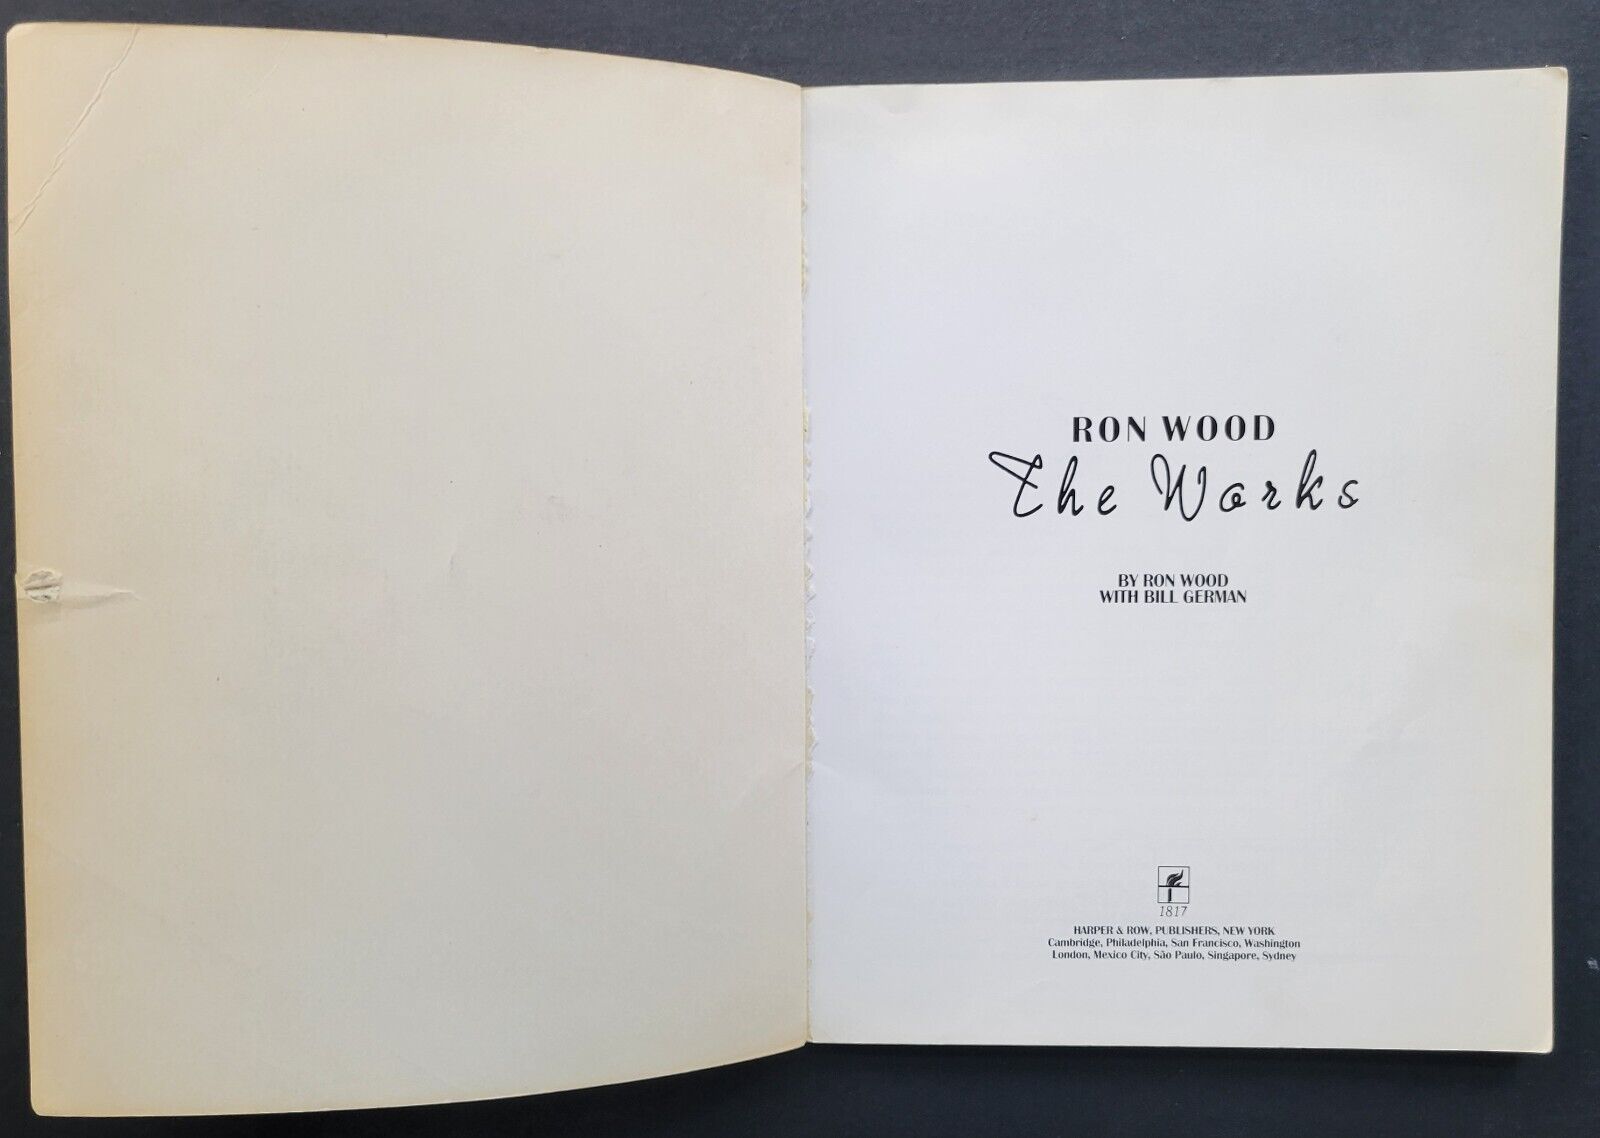 RON WOOD
The Works
BY RON WOOD
WITH BILL GERMAN
1817
HARPER & ROW, PUBLISHERS, NEW YORK
Cambridge, Philadelphia, San Francisco, Washington
London, Mexico City, São Paulo, Singapore, Sydney